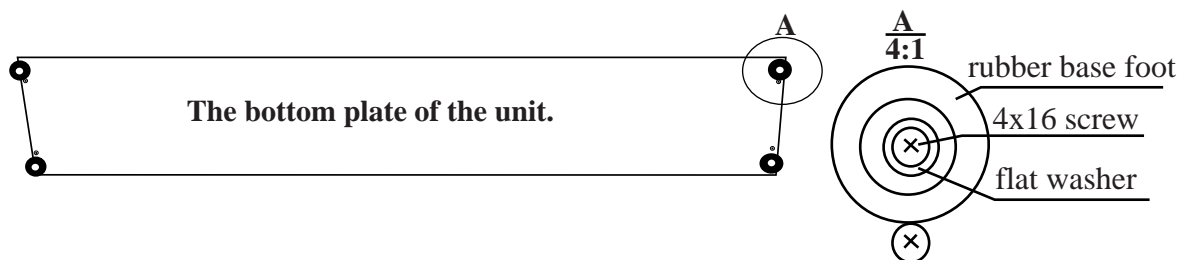 A
The bottom plate of the unit.
A
4:1
rubber base foot
4x16 screw
flat washer